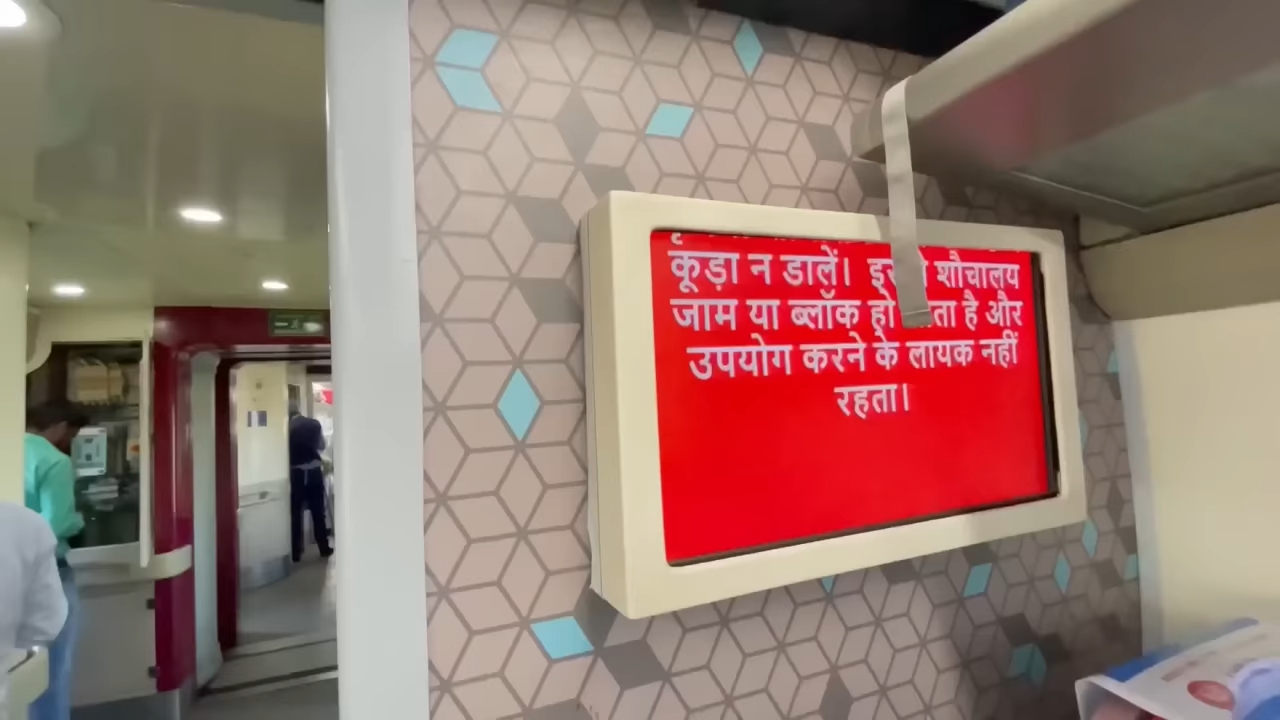 कूड़ा न डालें। शौचालय
जाम या ब्लॉक हो है और
उपयोग करने के लायक नहीं
रहता।